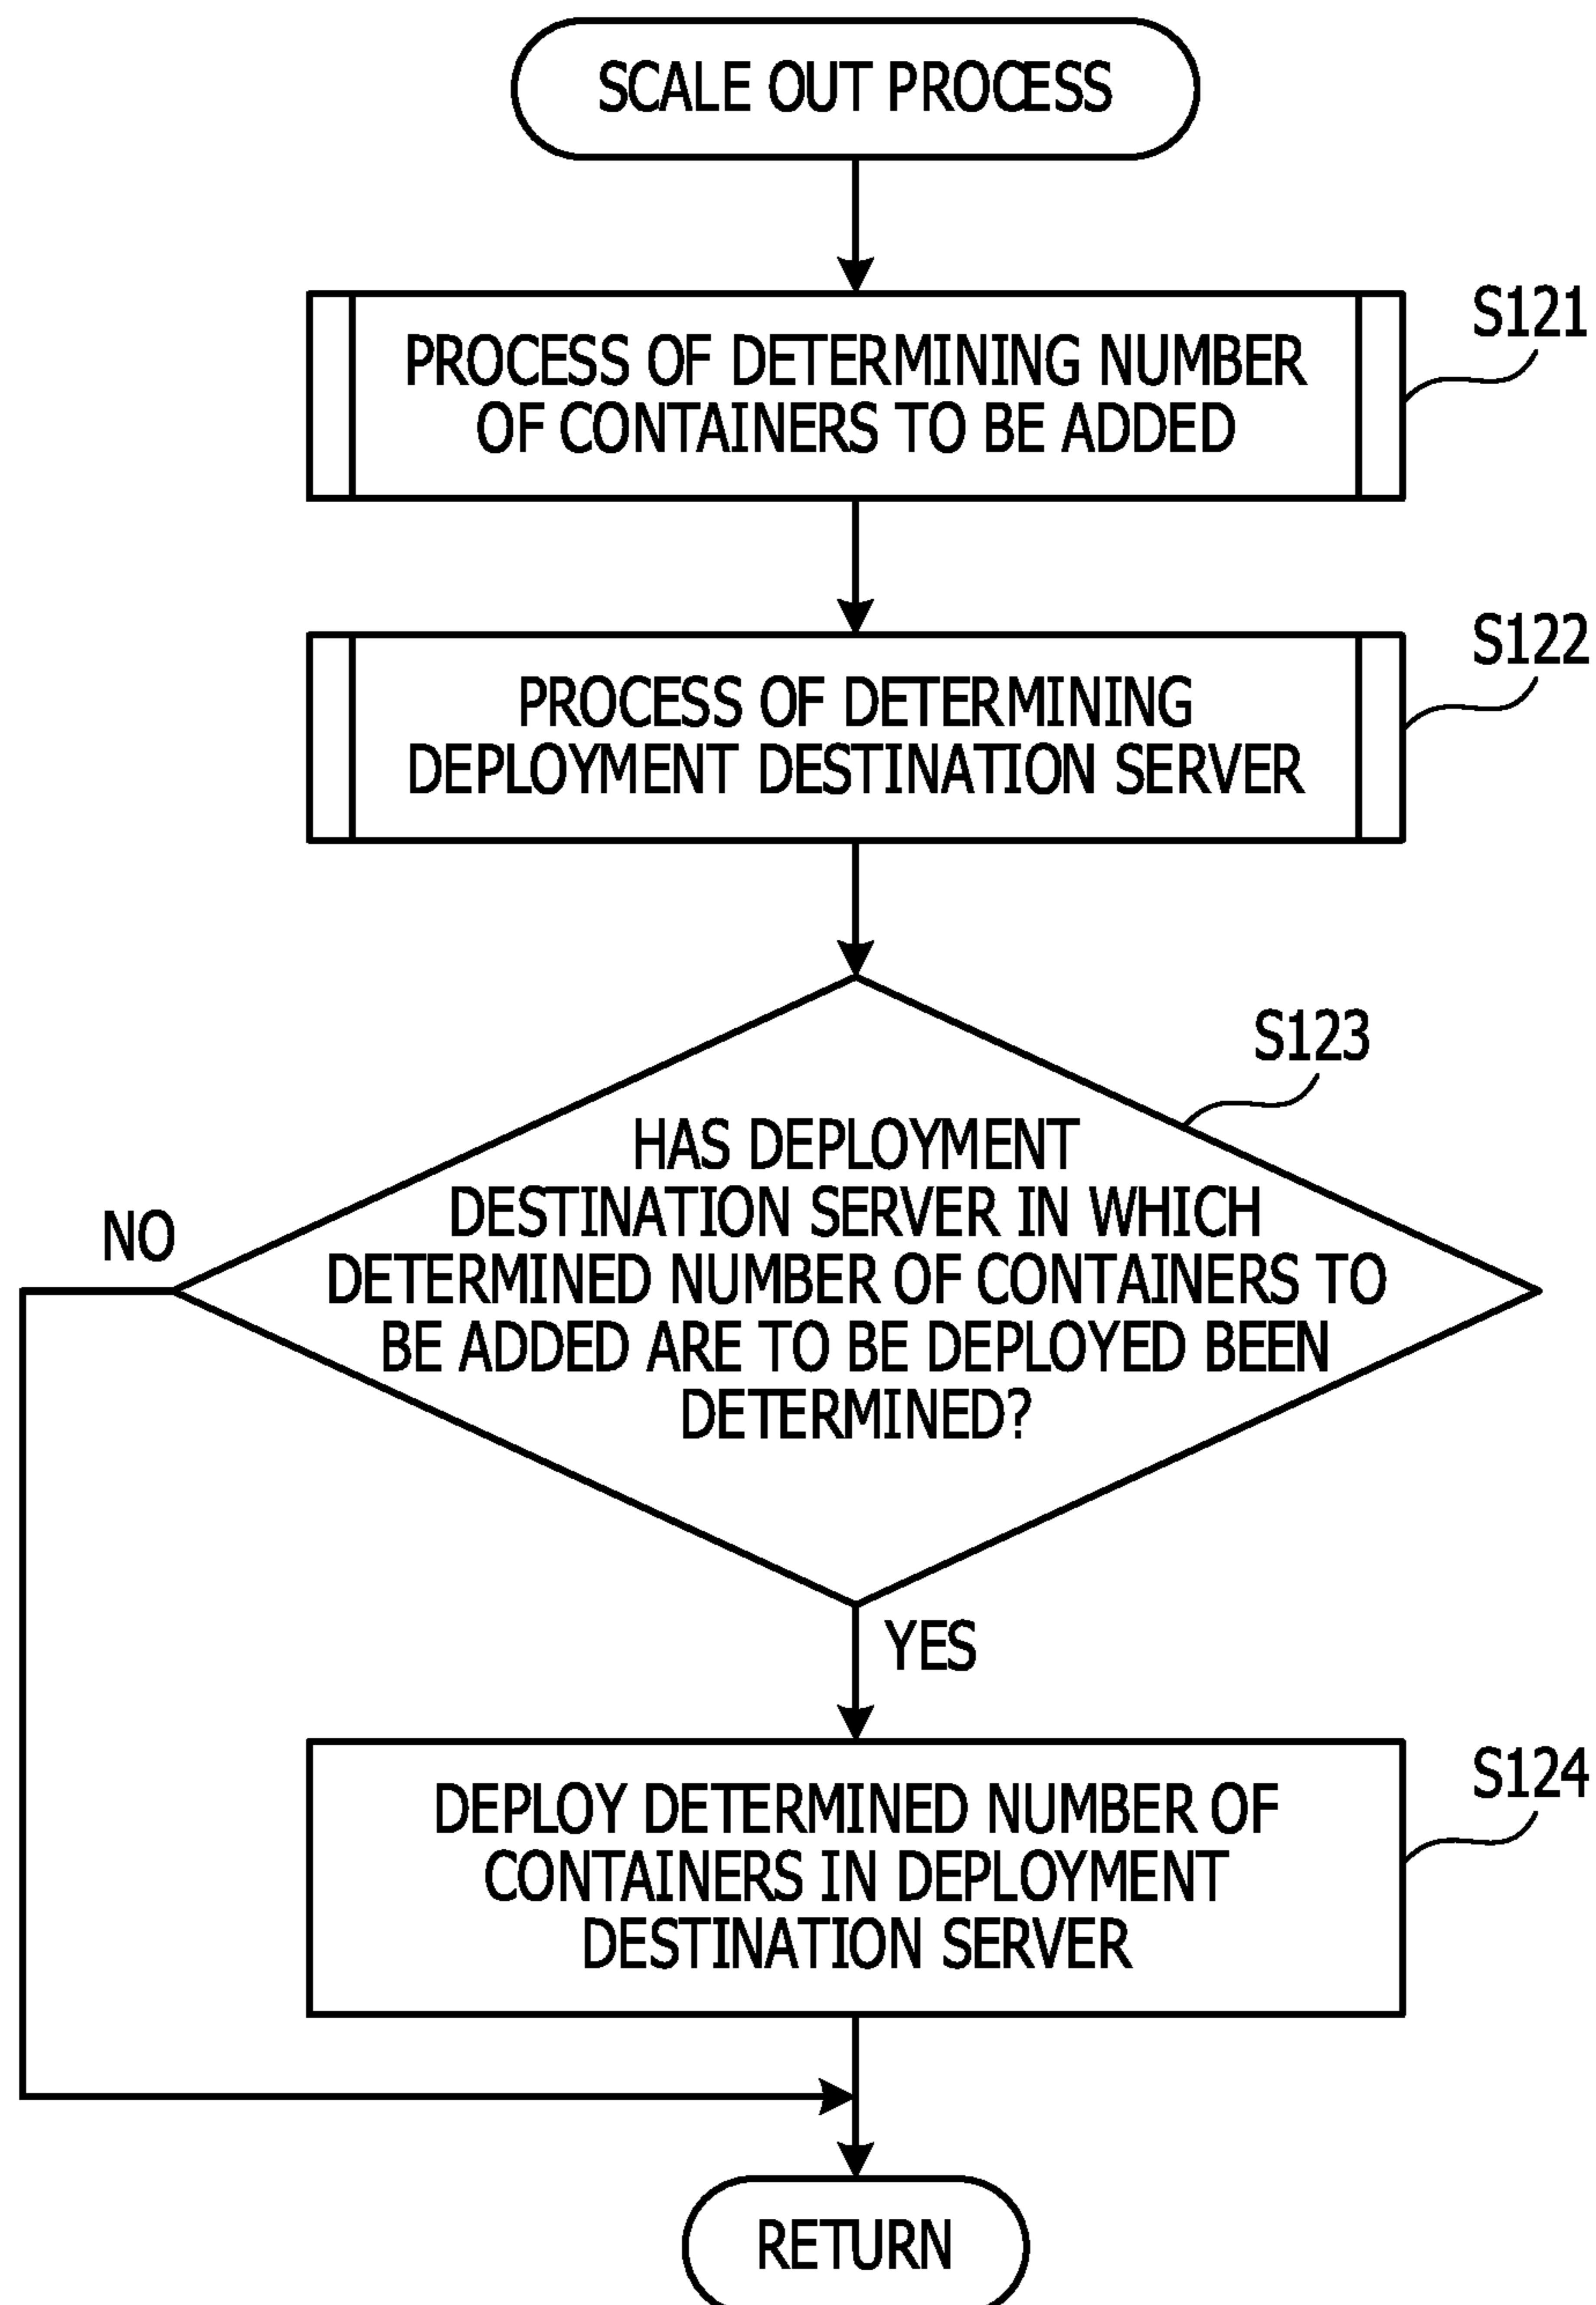 SCALE OUT PROCESS
PROCESS OF DETERMINING NUMBER
OF CONTAINERS TO BE ADDED
S121
PROCESS OF DETERMINING
DEPLOYMENT DESTINATION SERVER
S122
HAS DEPLOYMENT
DESTINATION SERVER IN WHICH
DETERMINED NUMBER OF CONTAINERS TO
BE ADDED ARE TO BE DEPLOYED BEEN
DETERMINED?
S123
NO
YES
DEPLOY DETERMINED NUMBER OF
CONTAINERS IN DEPLOYMENT
DESTINATION SERVER
S124
RETURN